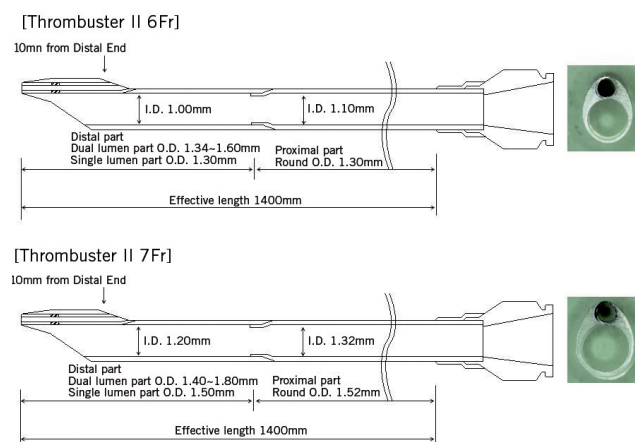 [Thrombuster II 6Fr]
10mn from Distal End
I.D. 1.00mm
I.D. 1.10mm
Distal part
Dual lumen part O.D. 1.34~1.60mm
Single lumen part O.D. 1.30mm
Proximal part
Round O.D. 1.30mm
Effective length 1400mm
[Thrombuster II 7Fr]
10mm from Distal End
I.D. 1.20mm
I.D. 1.32mm
Distal part
Dual lumen part O.D. 1.40~1.80mm
Single lumen part O.D. 1.50mm
Proximal part
Round O.D. 1.52mm
Effective length 1400mm